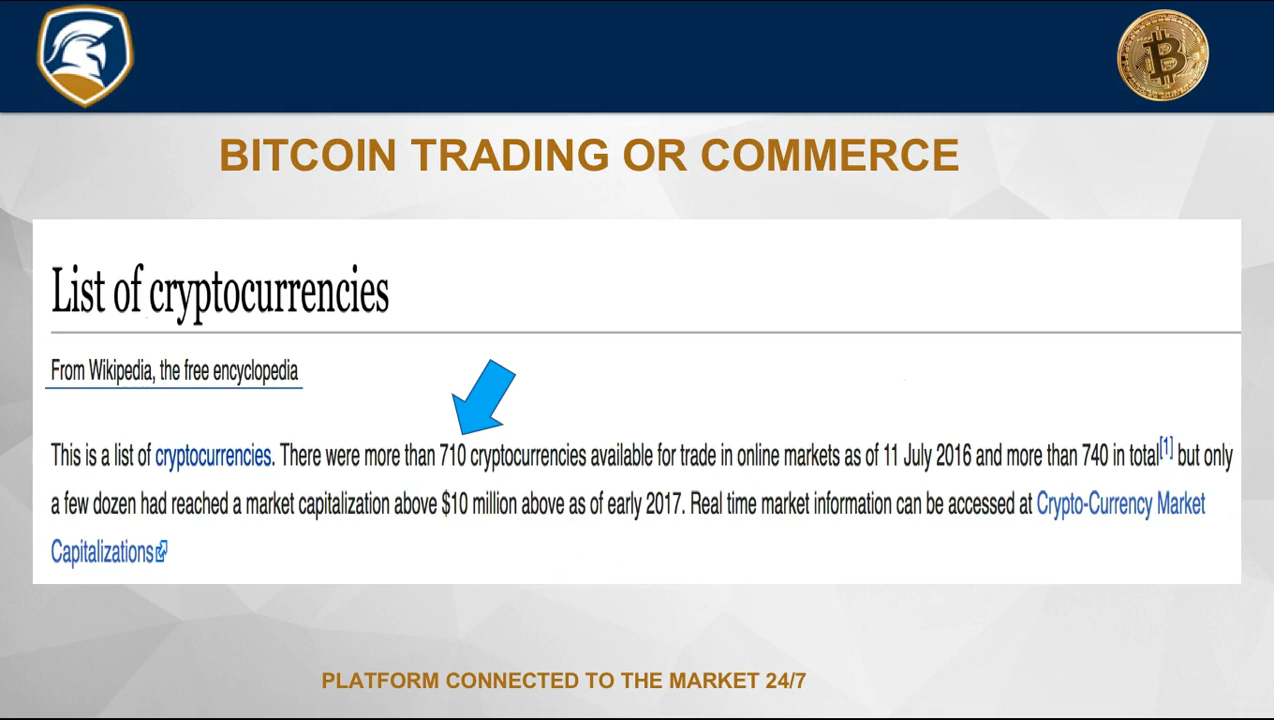 BITCOIN TRADING OR COMMERCE
List of cryptocurrencies
From Wikipedia, the free encyclopedia
This is a list of cryptocurrencies. There were more than 710 cryptocurrencies available for trade in online markets as of 11 July 2016 and more than 740 in total[1] but only
a few dozen had reached a market capitalization above $10 million above as of early 2017. Real time market information can be accessed at Crypto-Currency Market
Capitalizations
PLATFORM CONNECTED TO THE MARKET 24/7